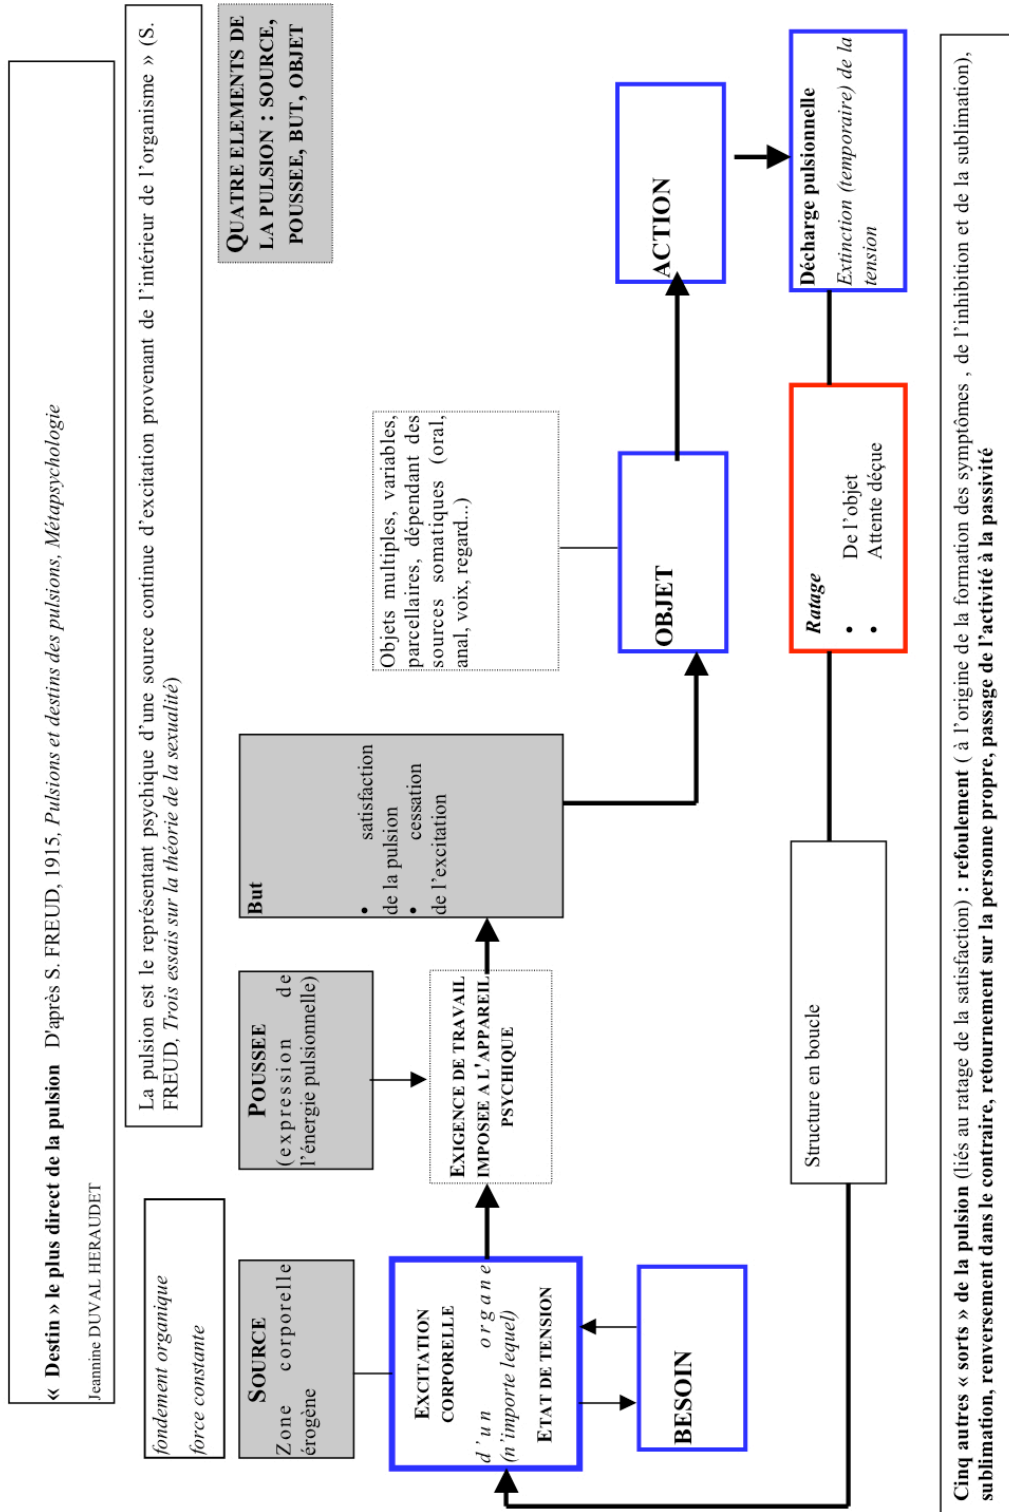 « Destin » le plus direct de la pulsion D'après S. FREUD, 1915, Pulsions et destins des pulsions, Métapsychologie
Jeannine DUVAL HERAUDET
La pulsion est le représentant psychique d'une source continue d'excitation provenant de l'intérieur de l'organisme » (S.
FREUD, Trois essais sur la théorie de la sexualité)
fondement organique
force constante
QUATRE ELEMENTS DE
LA PULSION : SOURCE,
POUSSEE, BUT, OBJET
SOURCE
Zone corporelle
érogène
POUSSEE
(expression de
l'énergie pulsionnelle)
But
• satisfaction
de la pulsion
• cessation
de l'excitation
Objets multiples, variables,
parcellaires, dépendant des
sources somatiques (oral,
anal, voix, regard...)
EXCITATION
CORPORELLE
d'un organe
(n'importe lequel)
ETAT DE TENSION
EXIGENCE DE TRAVAIL
IMPOSEE A L'APPAREIL
PSYCHIQUE
OBJET
ACTION
BESOIN
Structure en boucle
Ratage
• De l'objet
• Attente déçue
Décharge pulsionnelle
Extinction (temporaire) de la
tension
Cinq autres « sorts » de la pulsion (liés au ratage de la satisfaction) : refoulement ( à l'origine de la formation des symptômes , de l'inhibition et de la sublimation),
sublimation, renversement dans le contraire, retournement sur la personne propre, passage de l'activité à la passivité